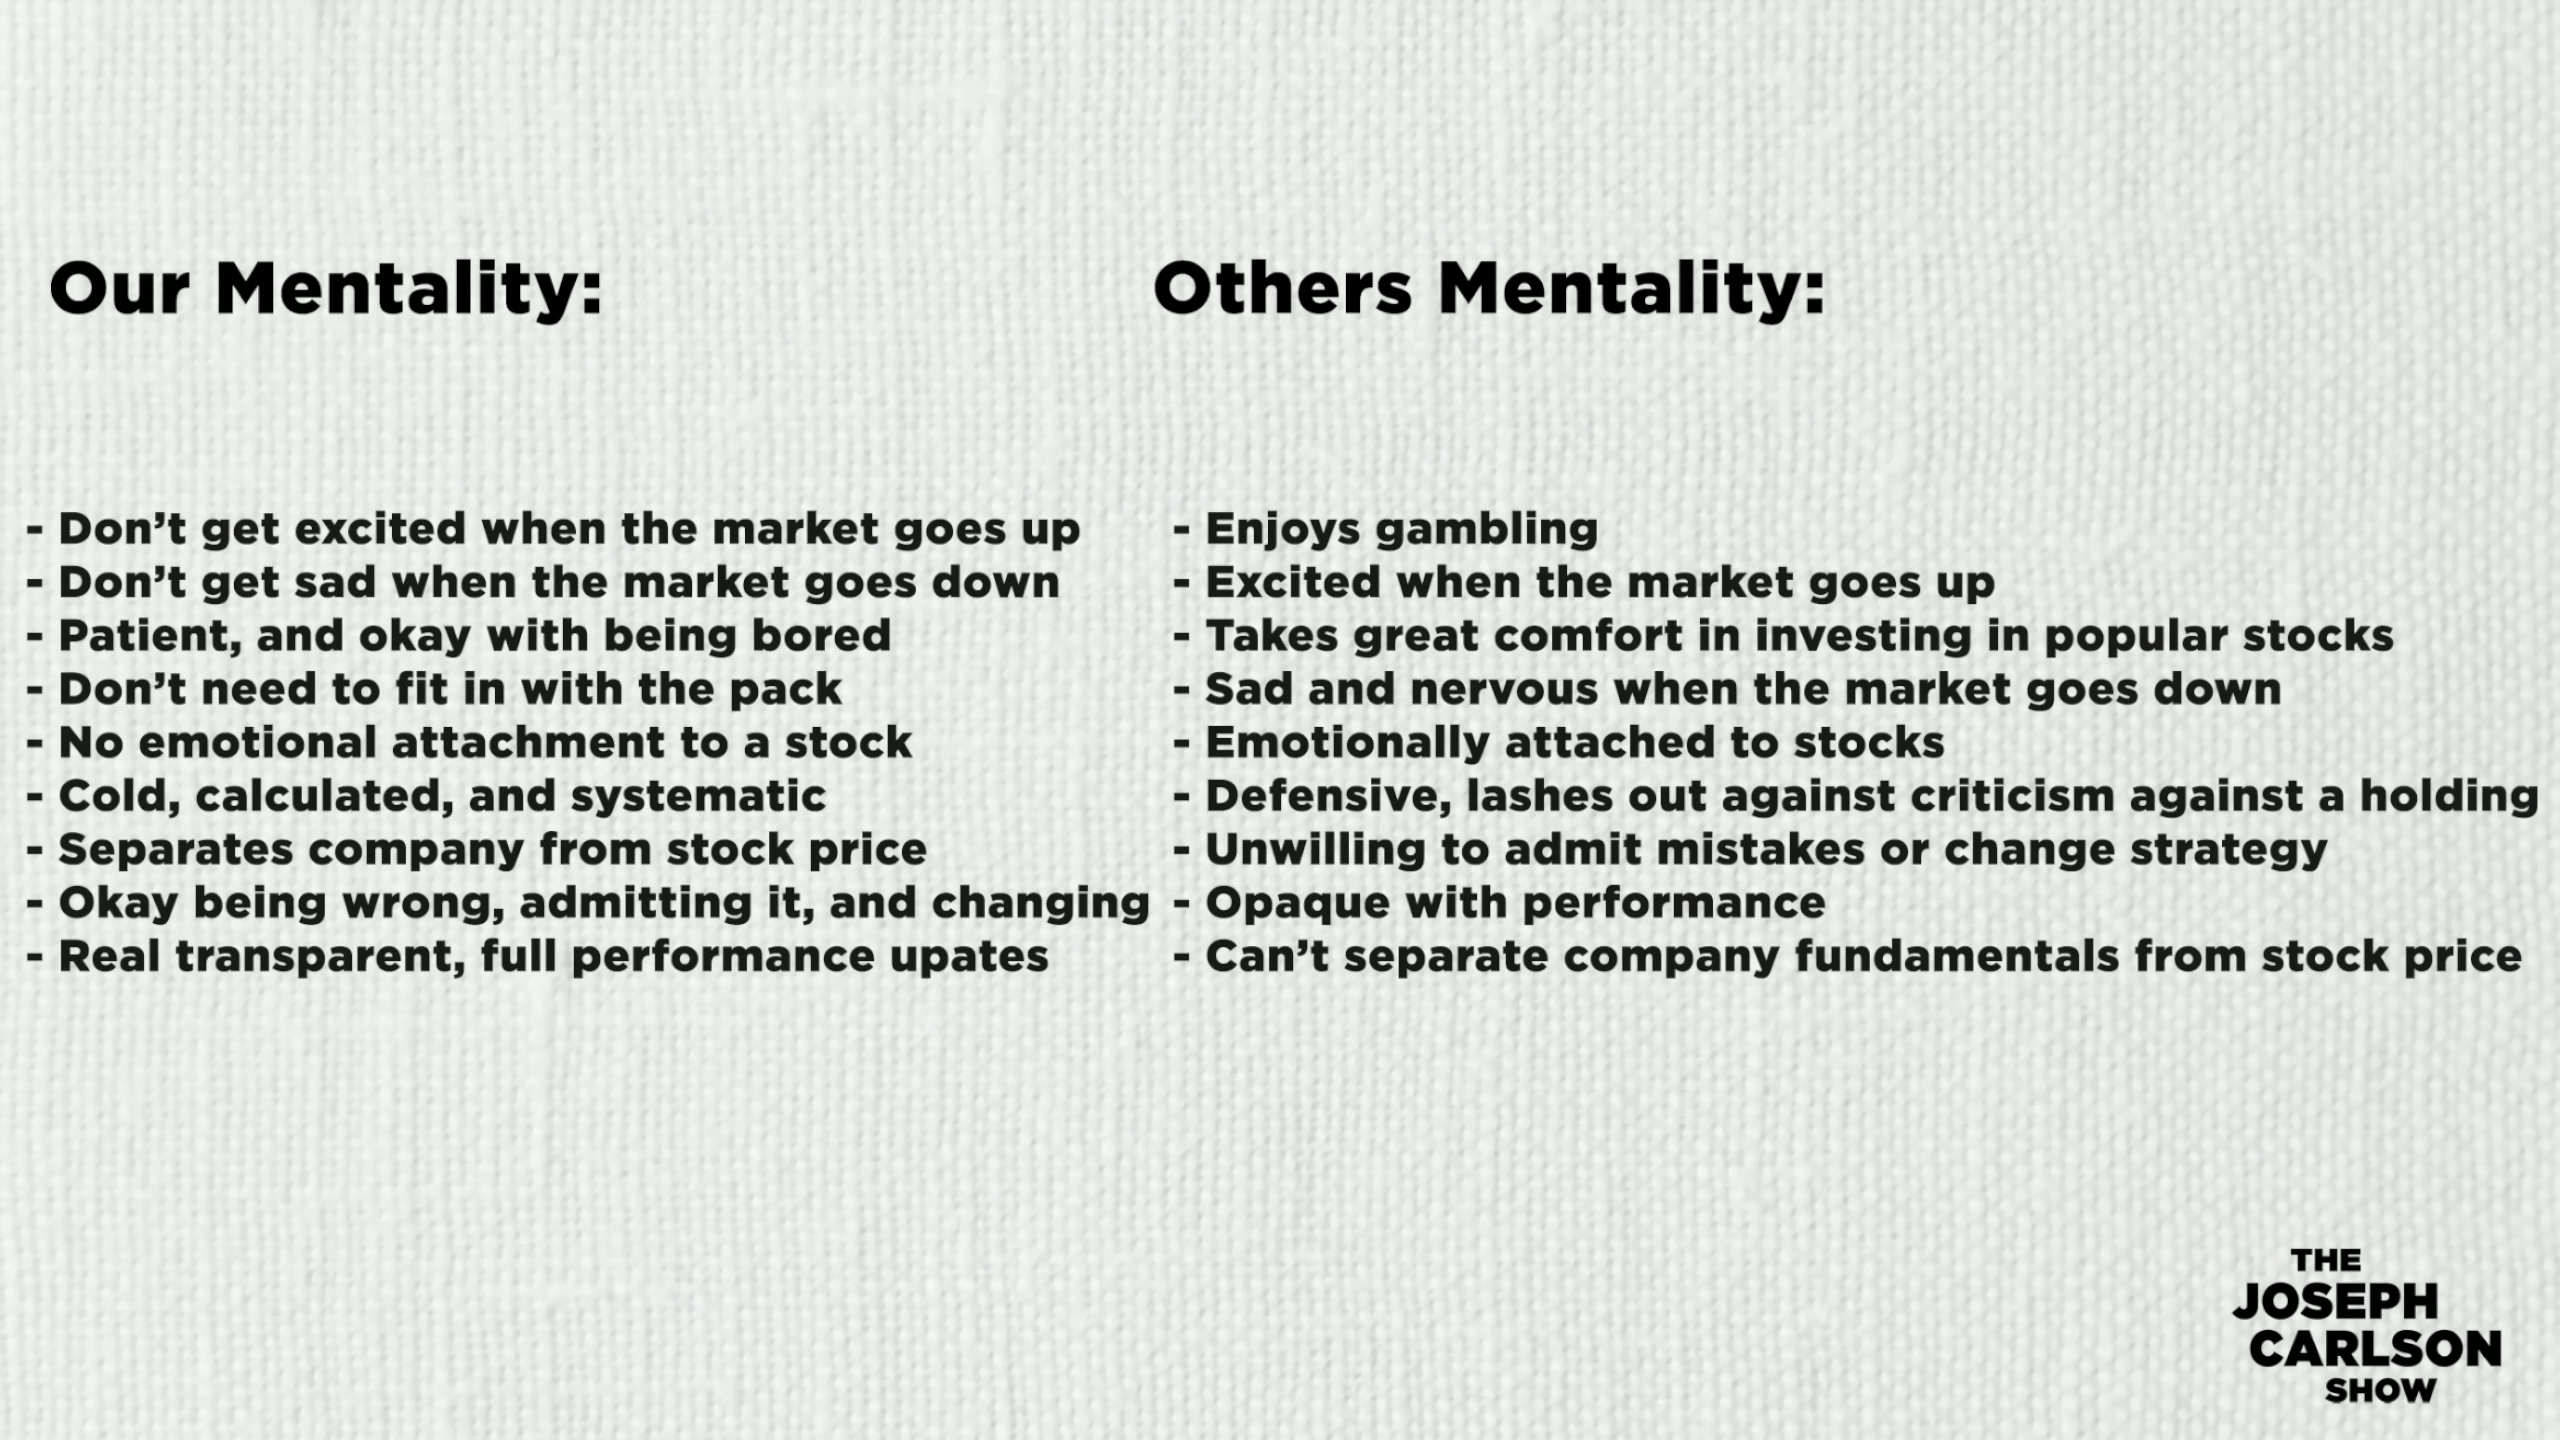 Our Mentality:
- Don't get excited when the market goes up
- Don't get sad when the market goes down
- Patient, and okay with being bored
- Don't need to fit in with the pack
- No emotional attachment to a stock
- Cold, calculated, and systematic
- Separates company from stock price
- Okay being wrong, admitting it, and changing
- Real transparent, full performance upates
Others Mentality:
- Enjoys gambling
- Excited when the market goes up
- Takes great comfort in investing in popular stocks
- Sad and nervous when the market goes down
- Emotionally attached to stocks
- Defensive, lashes out against criticism against a holding
- Unwilling to admit mistakes or change strategy
- Opaque with performance
- Can't separate company fundamentals from stock price
THE
JOSEPH
CARLSON
SHOW